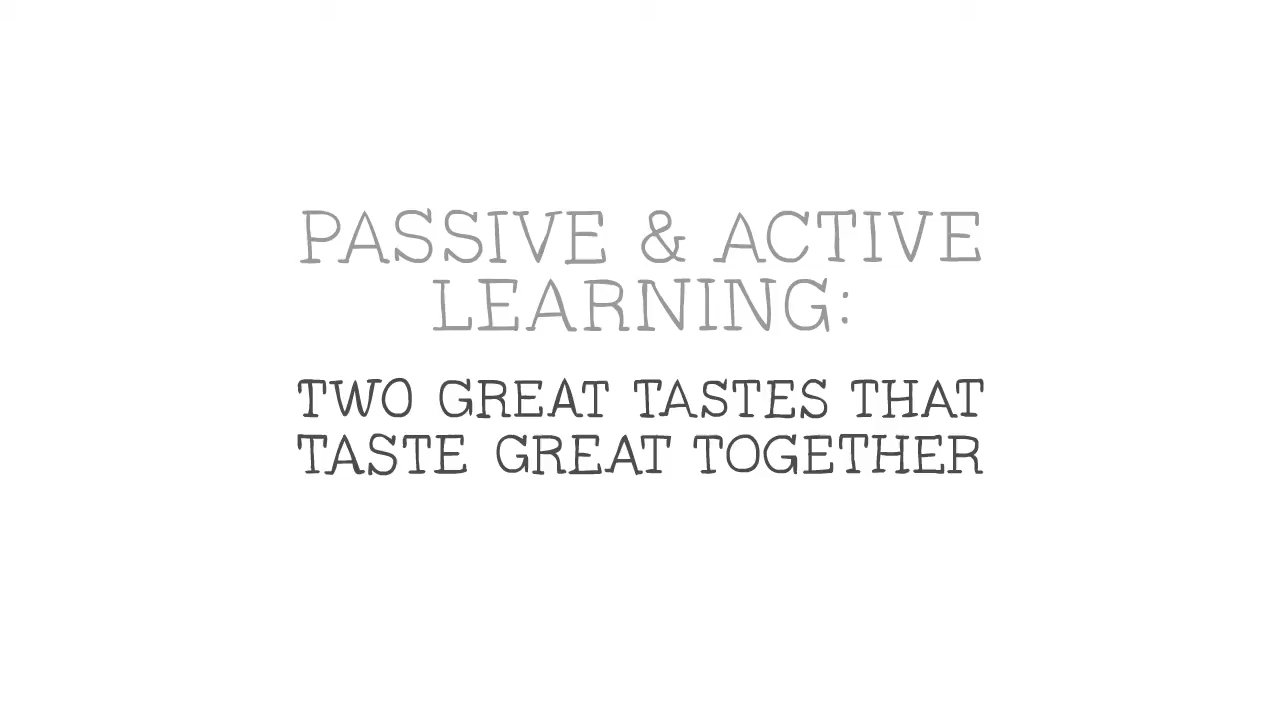 PASSIVE & ACTIVE
LEARNING:
TWO GREAT TASTES THAT
TASTE GREAT TOGETHER